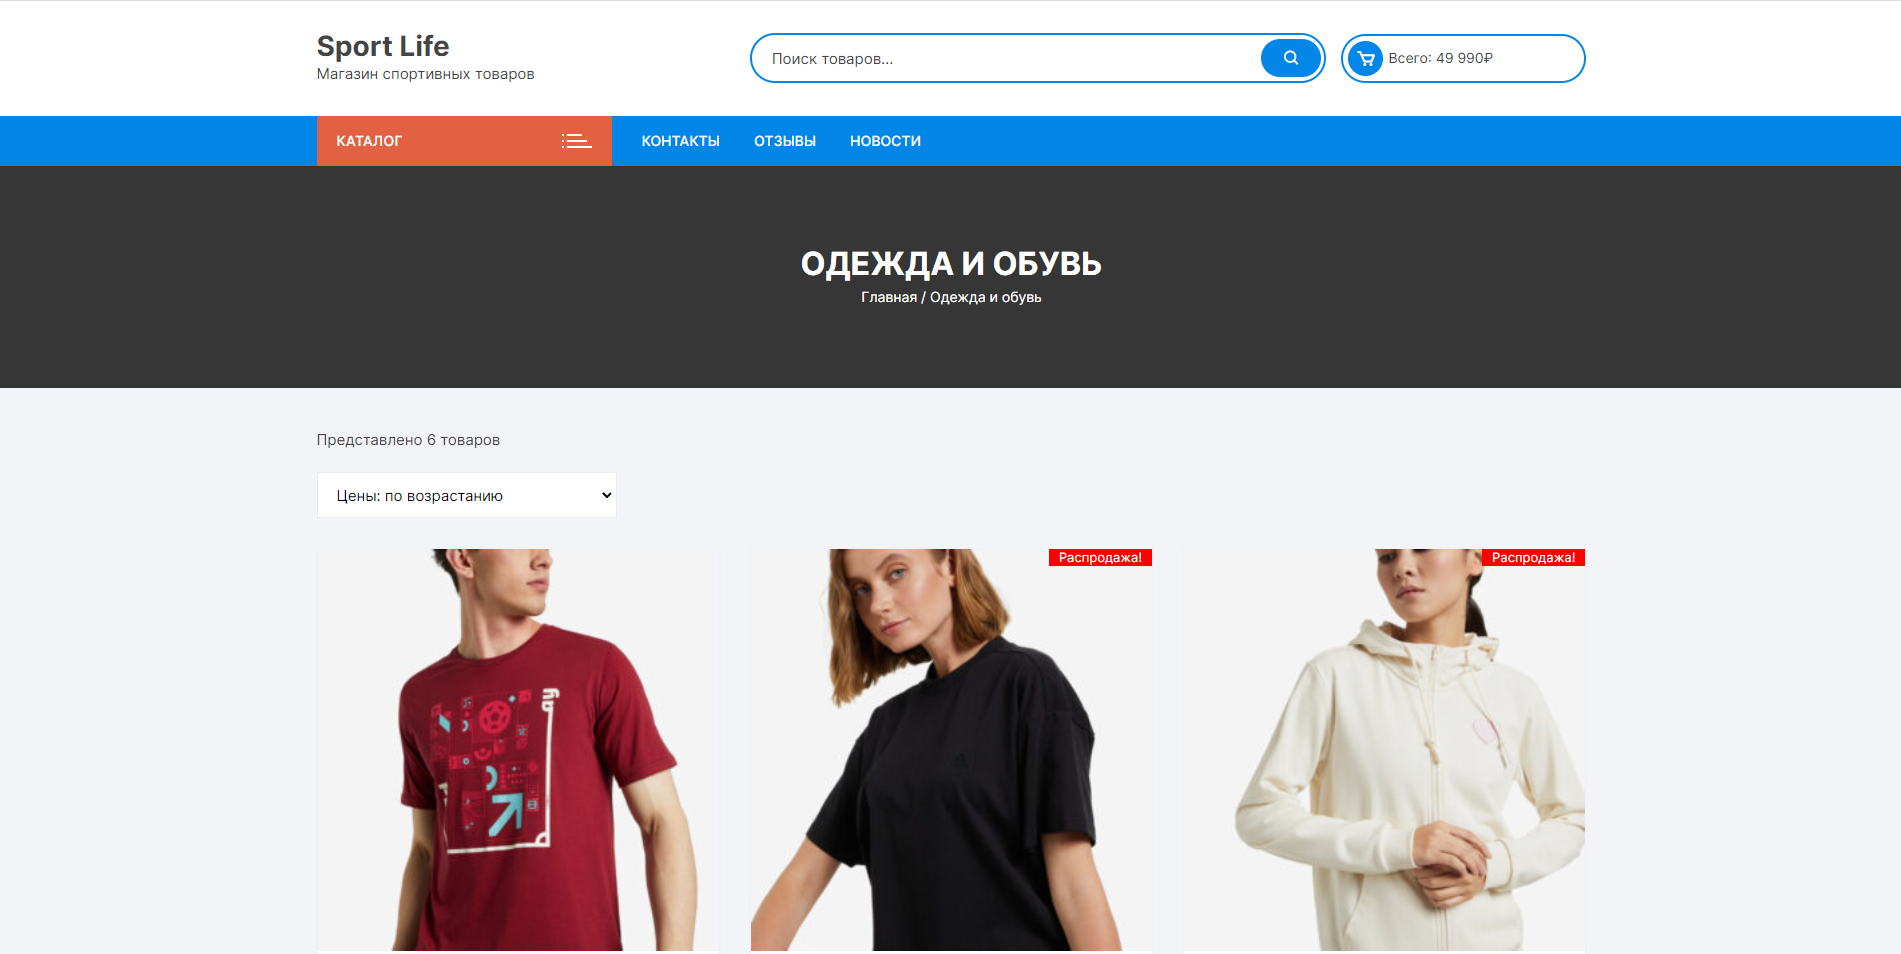 Sport Life
Магазин спортивных товаров
Поиск товаров...
Всего: 49 990₽
КАТАЛОГ
КОНТАКТЫ
ОТЗЫВЫ
НОВОСТИ
ОДЕЖДА И ОБУВЬ
Главная / Одежда и обувь
Представлено 6 товаров
Цены: по возрастанию
Распродажа!
Распродажа!